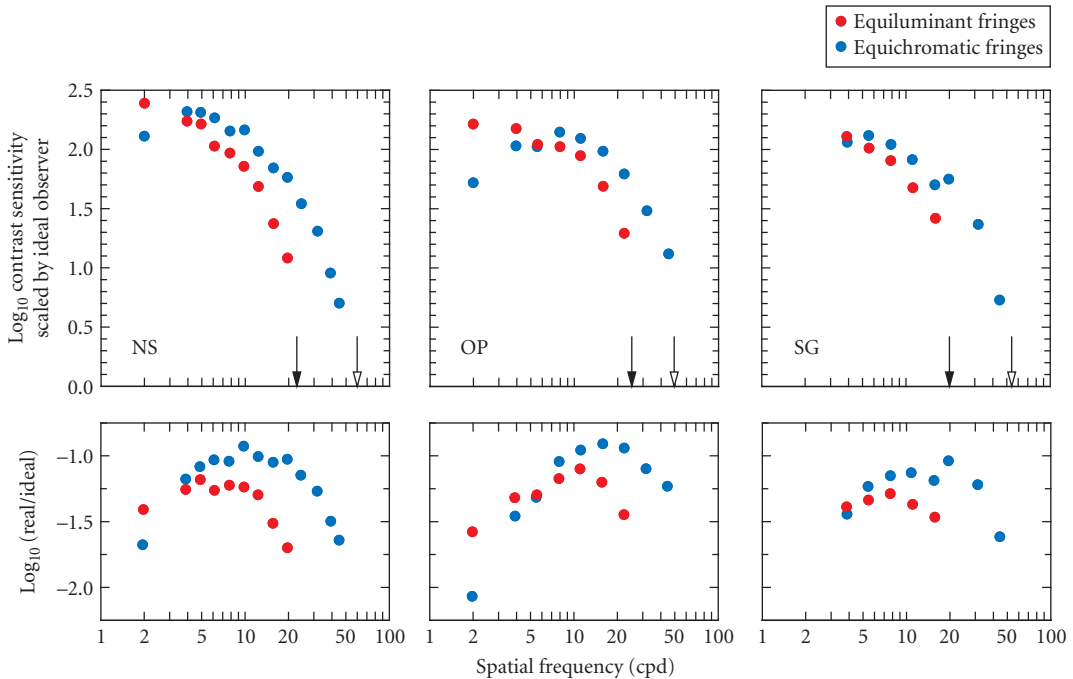 Equiluminant fringes
Equichromatic fringes
Log10 contrast sensitivity
scaled by ideal observer
2.5
2.0
1.5
1.0
0.5
0.0
NS
OP
SG
Log10 (real/ideal)
−1.0
−1.5
−2.0
1 2 5 10 20 50 100
1 2 5 10 20 50 100
1 2 5 10 20 50 100
Spatial frequency (cpd)